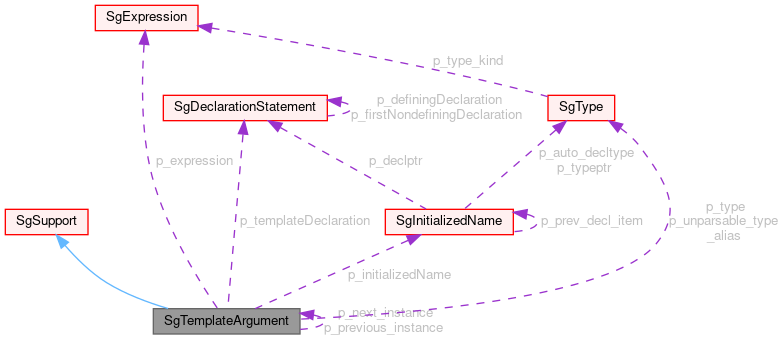 SgExpression
p_type_kind
SgDeclarationStatement
p_definingDeclaration
p_firstNondefiningDeclaration
SgType
p_expression
p_declptr
p_auto_decltype
p_typeptr
SgSupport
p_templateDeclaration
SgInitializedName
p_prev_decl_item
p_type
p_unparsable_type
_alias
p_initializedName
SgTemplateArgument
p_next_instance
p_previous_instance